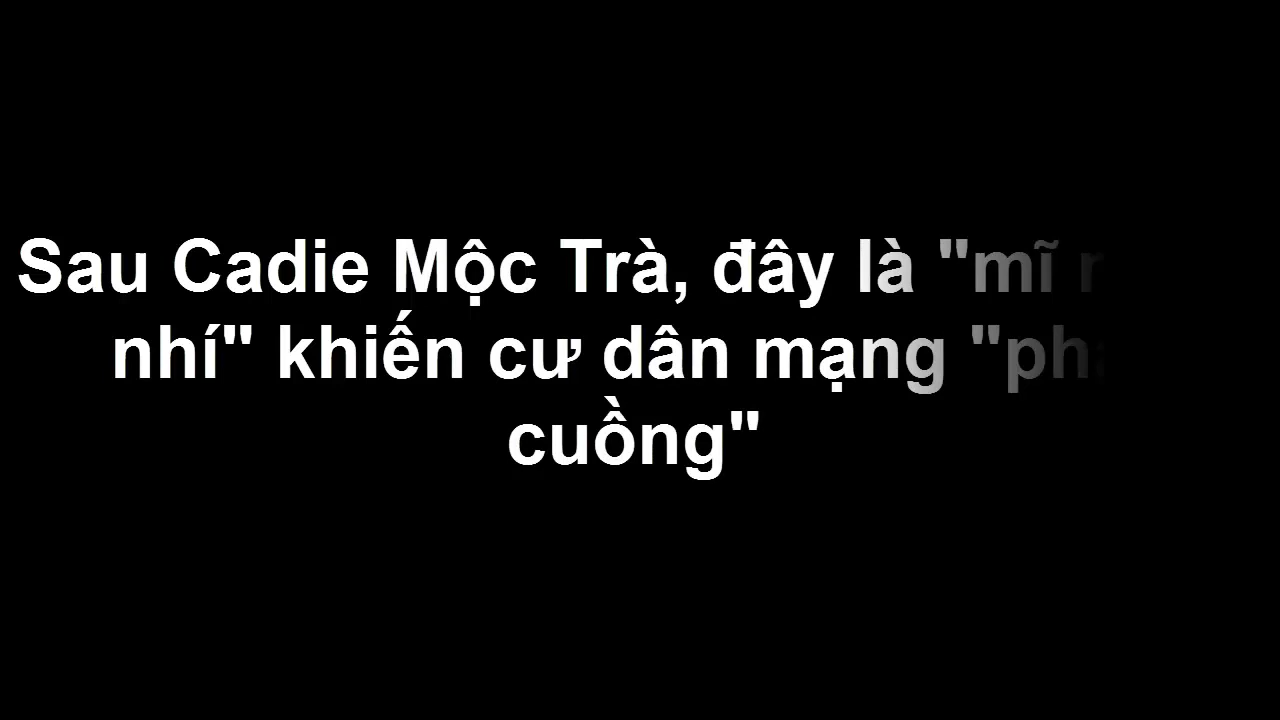 Sau Cadie Mộc Trà, đây là "mĩ
nhí" khiến cư dân mạng
cuồng"